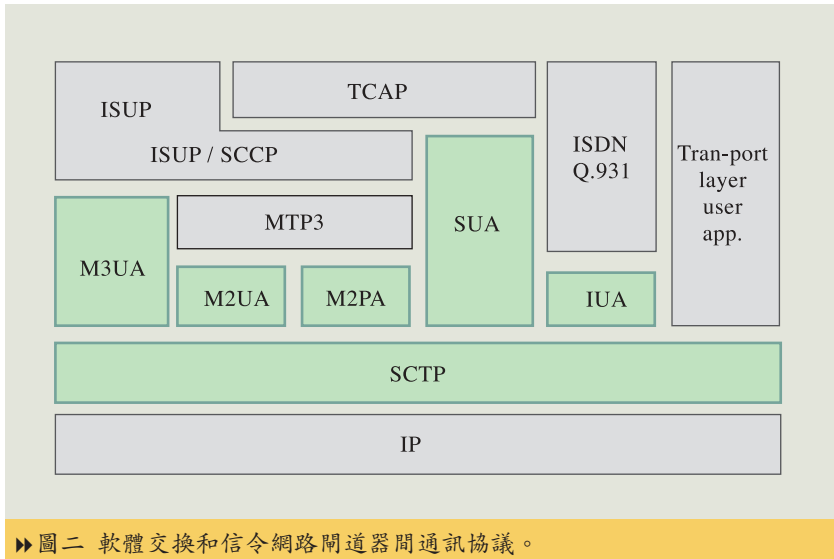 ISUP
TCAP
ISUP / SCCP
ISDN
Q.931
Tran-port
layer
user
app.
MTP3
SUA
M3UA
M2UA
M2PA
IUA
SCTP
IP
圖二 軟體交換和信令網路閘道器間通訊協議。